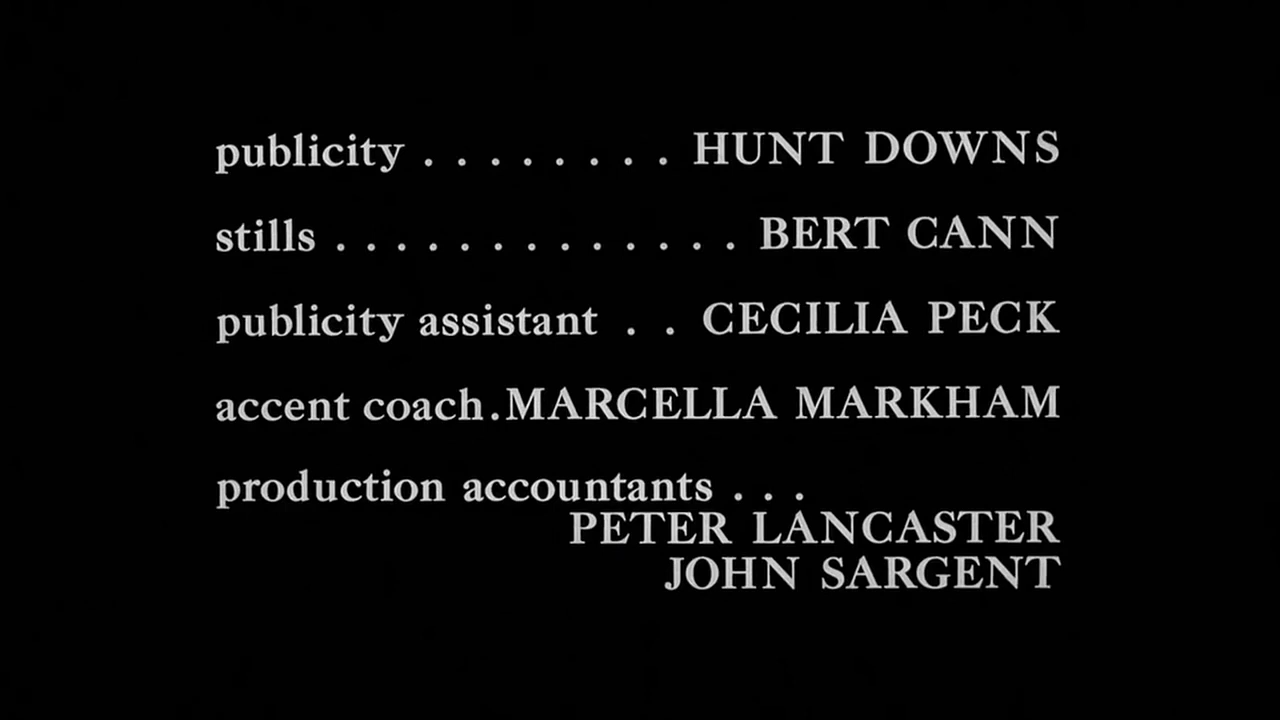 publicity . . . . . . . . HUNT DOWNS
stills . . . . . . . . . . . . . BERT CANN
publicity assistant . . CECILIA PECK
accent coach.MARCELLA MARKHAM
production accountants . . .
PETER LANCASTER
JOHN SARGENT